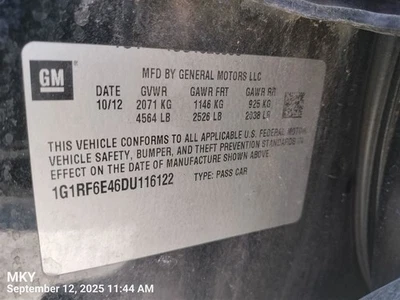 GM
MFD BY GENERAL MOTORS LLC
DATE GVWR GAWR FRT GAWR RR
10/12 2071 KG 1146 KG 925 KG
4564 LB 2526 LB 2038 LB
THIS VEHICLE CONFORMS TO ALL APPLICABLE U.S. FEDERAL MOTOR
VEHICLE SAFETY, BUMPER, AND THEFT PREVENTION STANDARDS IN
EFFECT ON THE DATE OF MANUFACTURE SHOWN ABOVE.
1G1RF6E46DU116122 TYPE: PASS CAR
MKY
September 12, 2025 11:44 AM